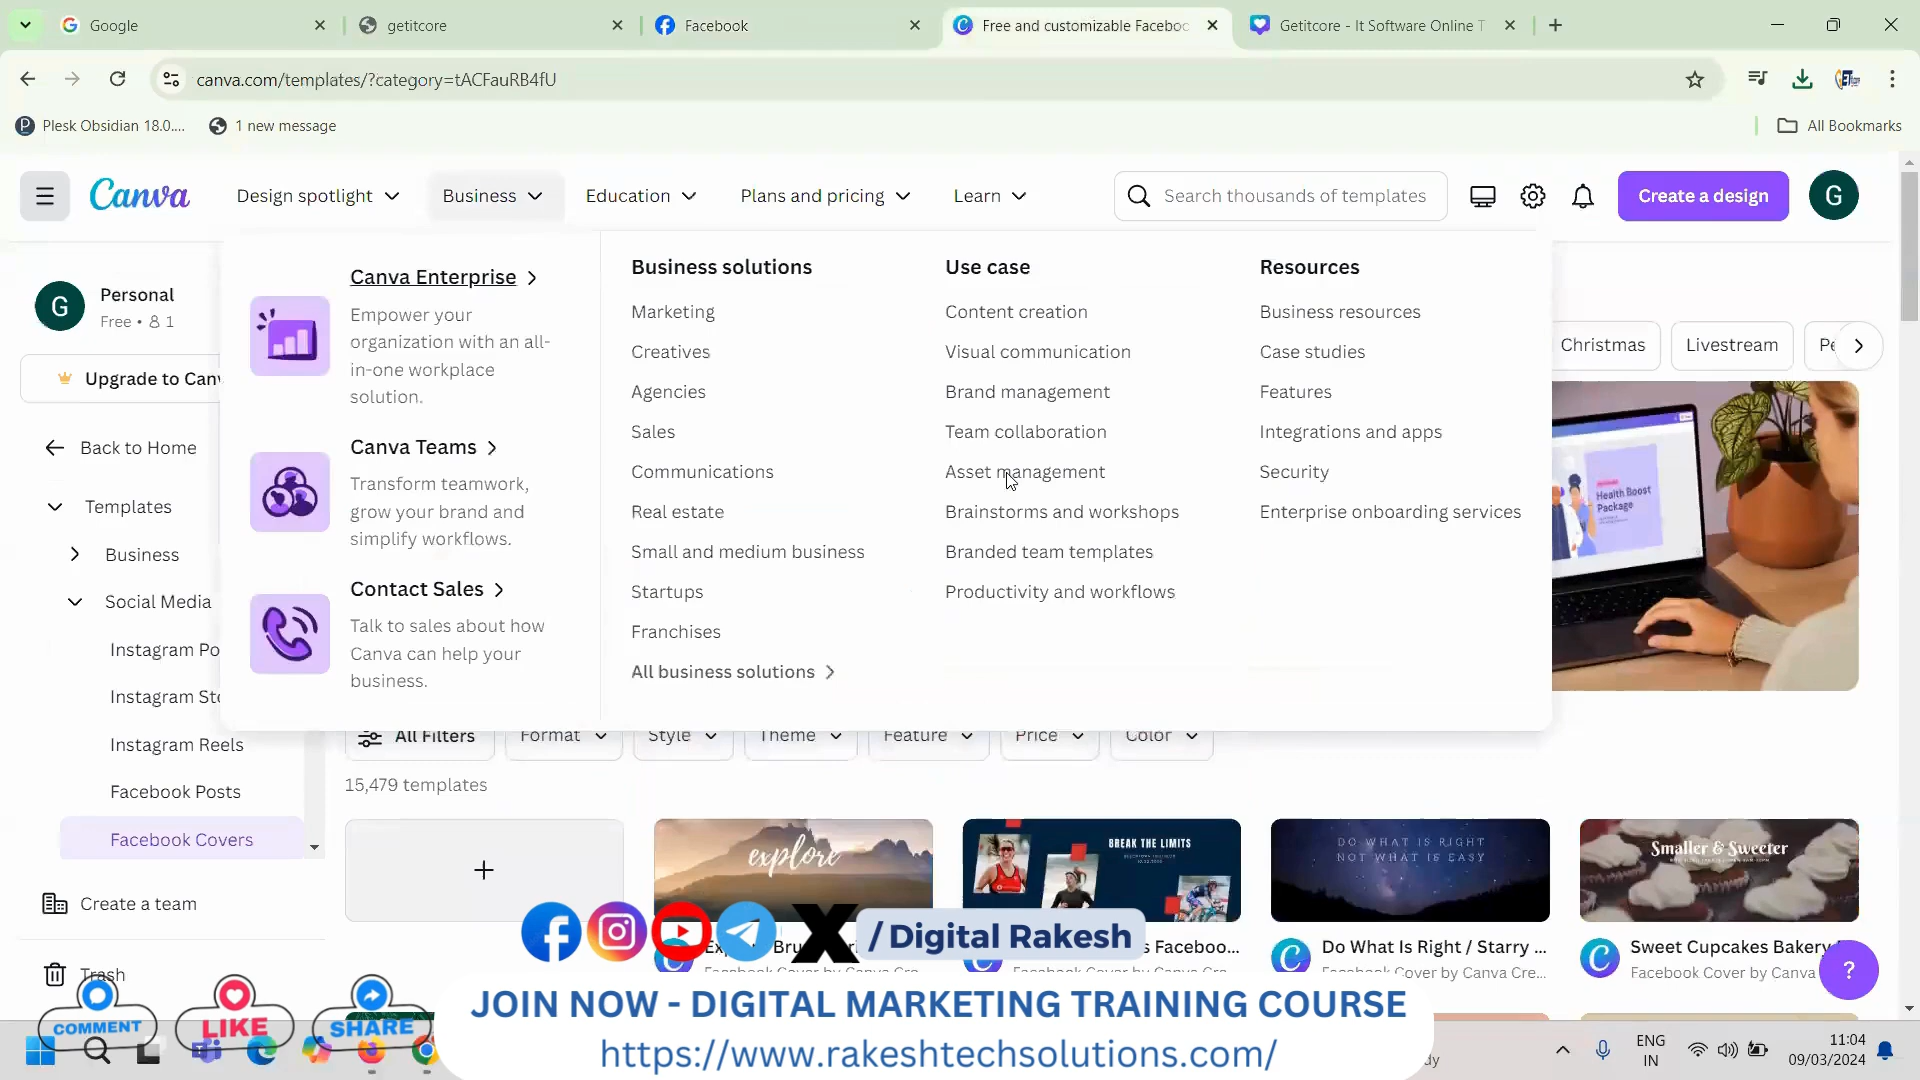 Google
getitcore
Facebook
Free and customizable Faceboc
Getitcore - It Software Online T
canva.com/templates/?category=tACFauRB4fU
Plesk Obsidian 18.0....
1 new message
All Bookmarks
Canva
Design spotlight
Business
Education
Plans and pricing
Learn
Search thousands of templates
Create a design
G
G
Personal
Free • 1
Upgrade to Canv
Back to Home
Templates
Business
Social Media
Instagram Po
Instagram Sto
Instagram Reels
Facebook Posts
Facebook Covers
Create a team
Trash
Canva Enterprise
Empower your
organization with an all-
in-one workplace
solution.
Canva Teams
Transform teamwork,
grow your brand and
simplify workflows.
Contact Sales
Talk to sales about how
Canva can help your
business.
Business solutions
Marketing
Creatives
Agencies
Sales
Communications
Real estate
Small and medium business
Startups
Franchises
All business solutions
Use case
Content creation
Visual communication
Brand management
Team collaboration
Asset management
Brainstorms and workshops
Branded team templates
Productivity and workflows
Resources
Business resources
Case studies
Features
Integrations and apps
Security
Enterprise onboarding services
Christmas
Livestream
Pe
Health Boost
Package
All Filters
Format
Style
Theme
Feature
Price
Color
15,479 templates
explore
BREAK THE LIMITS
DO WHAT IS RIGHT
NOT WHAT IS EASY
Smaller & Sweeter
Do What Is Right / Starry ...
Facebook Cover by Canva Cre...
Sweet Cupcakes Bakery
Facebook Cover by Canva
?
/Digital Rakesh
COMMENT
LIKE
SHARE
JOIN NOW - DIGITAL MARKETING TRAINING COURSE
https://www.rakeshtechsolutions.com/
ENG
IN
11:04
09/03/2024